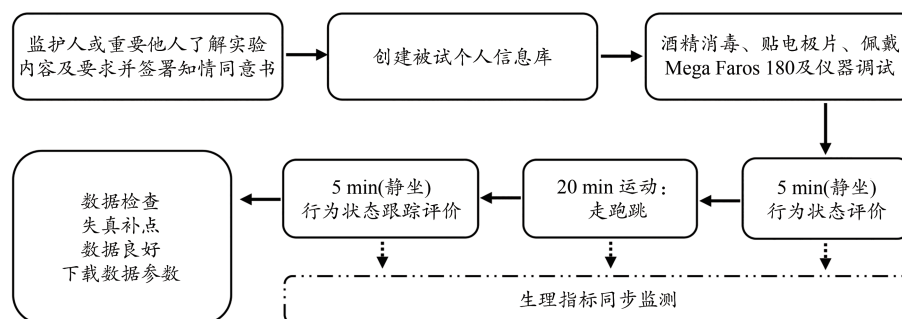 监护人或重要他人了解实验
内容及要求并签署知情同意书
创建被试个人信息库
酒精消毒、贴电极片、佩戴
Mega Faros 180及仪器调试
5 min(静坐)
行为状态评价
20 min 运动：
走跑跳
5 min(静坐)
行为状态跟踪评价
数据检查
失真补点
数据良好
下载数据参数
生理指标同步监测